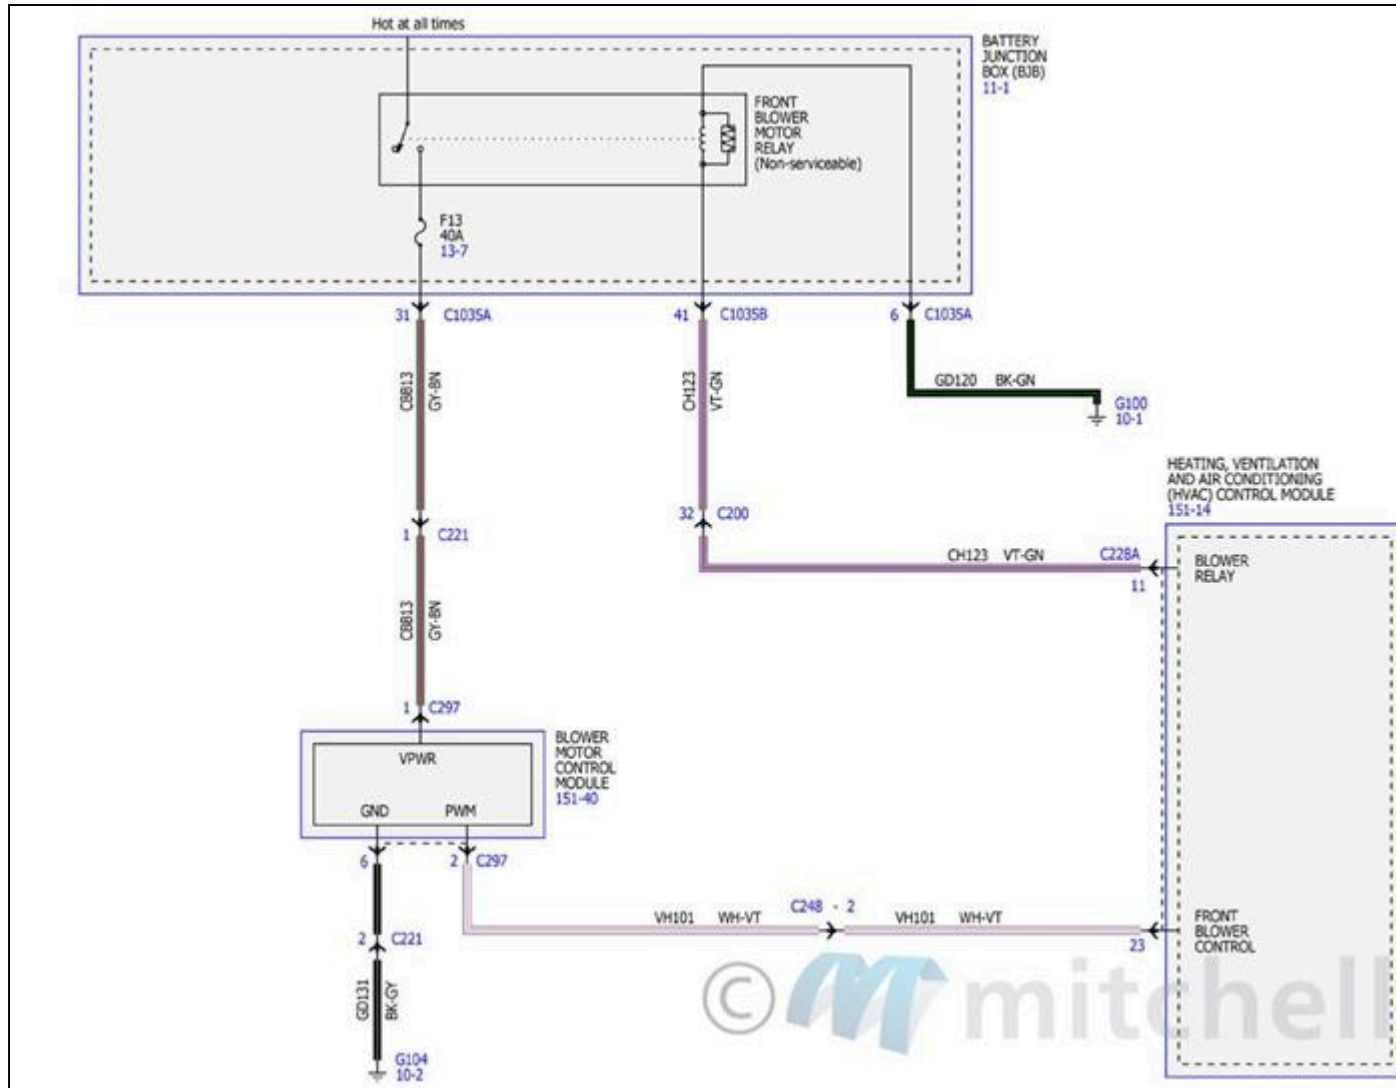 Hot at all times
BATTERY
JUNCTION
BOX (BJB)
11-1
FRONT
BLOWER
MOTOR
RELAY
(Non-serviceable)
F13
40A
13-7
31 C1035A
41 C1035B
6 C1035A
CBB13
GY-BN
CH123
VT-GN
GD120 BK-GN
G100
10-1
HEATING, VENTILATION
AND AIR CONDITIONING
(HVAC) CONTROL MODULE
151-14
32 C200
1 C221
CH123 VT-GN C228A
11
BLOWER
RELAY
CBB13
GY-BN
1 C297
BLOWER
MOTOR
CONTROL
MODULE
151-40
VPWR
GND PWM
6
2 C297
VH101 WH-VT
C248 - 2
VH101 WH-VT
23
FRONT
BLOWER
CONTROL
2 C221
GD131
BK-GY
G104
10-2
© mitchell